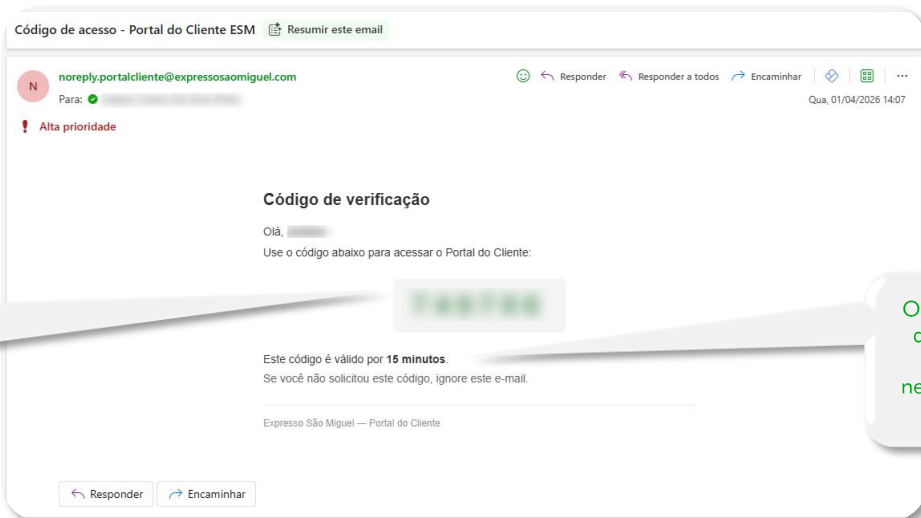 Código de acesso - Portal do Cliente ESM Resumir este email
N
noreply.portalcliente@expressosaomiguel.com
Responder Responder a todos Encaminhar
Para:
Qua, 01/04/2026 14:07
Alta prioridade
Código de verificação
Olá,
Use o código abaixo para acessar o Portal do Cliente:
Este código é válido por 15 minutos.
Se você não solicitou este código, ignore este e-mail.
Expresso São Miguel — Portal do Cliente
Responder Encaminhar
O
ne